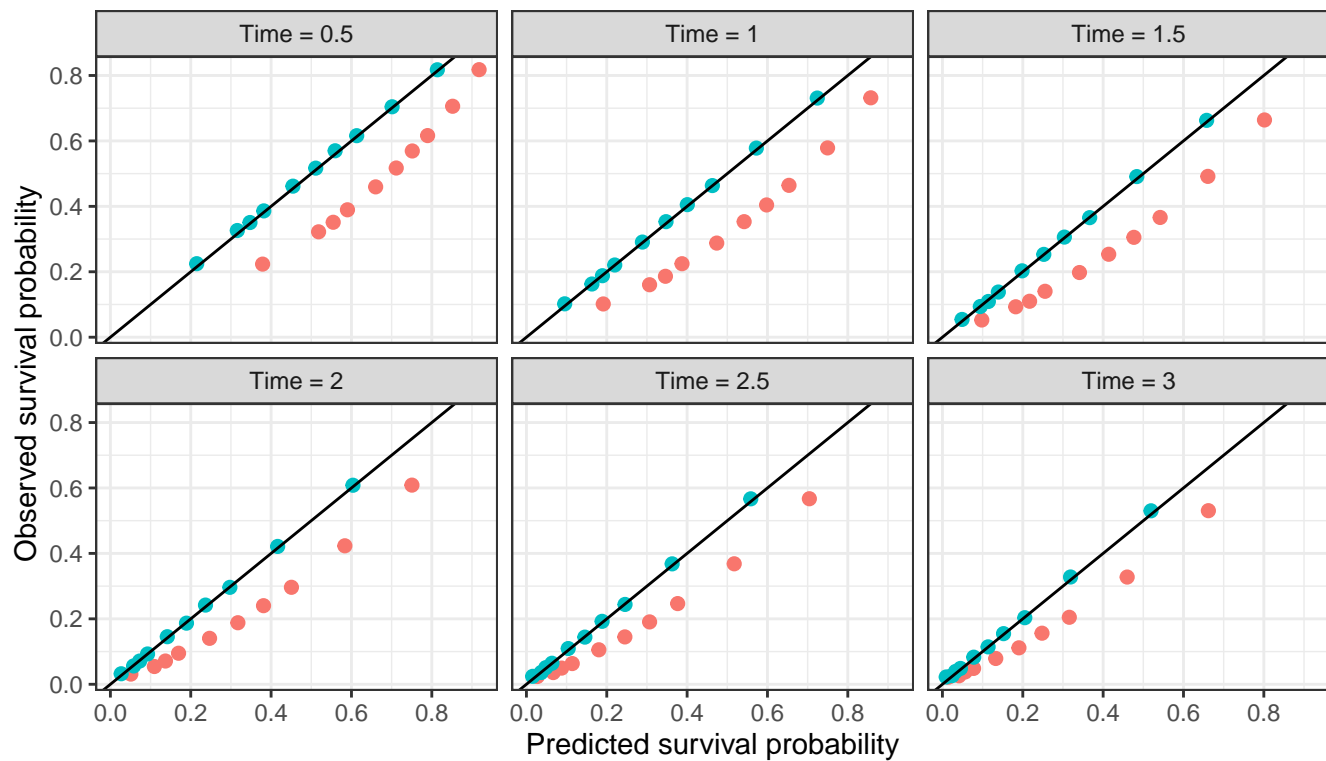 Time = 0.5 Time = 1 Time = 1.5
0.8
0.6
0.4
0.2
0.0
Time = 2 Time = 2.5 Time = 3
0.8
0.6
0.4
0.2
0.0
0.0 0.2 0.4 0.6 0.8 0.0 0.2 0.4 0.6 0.8 0.0 0.2 0.4 0.6 0.8
Predicted survival probability
Observed survival probability